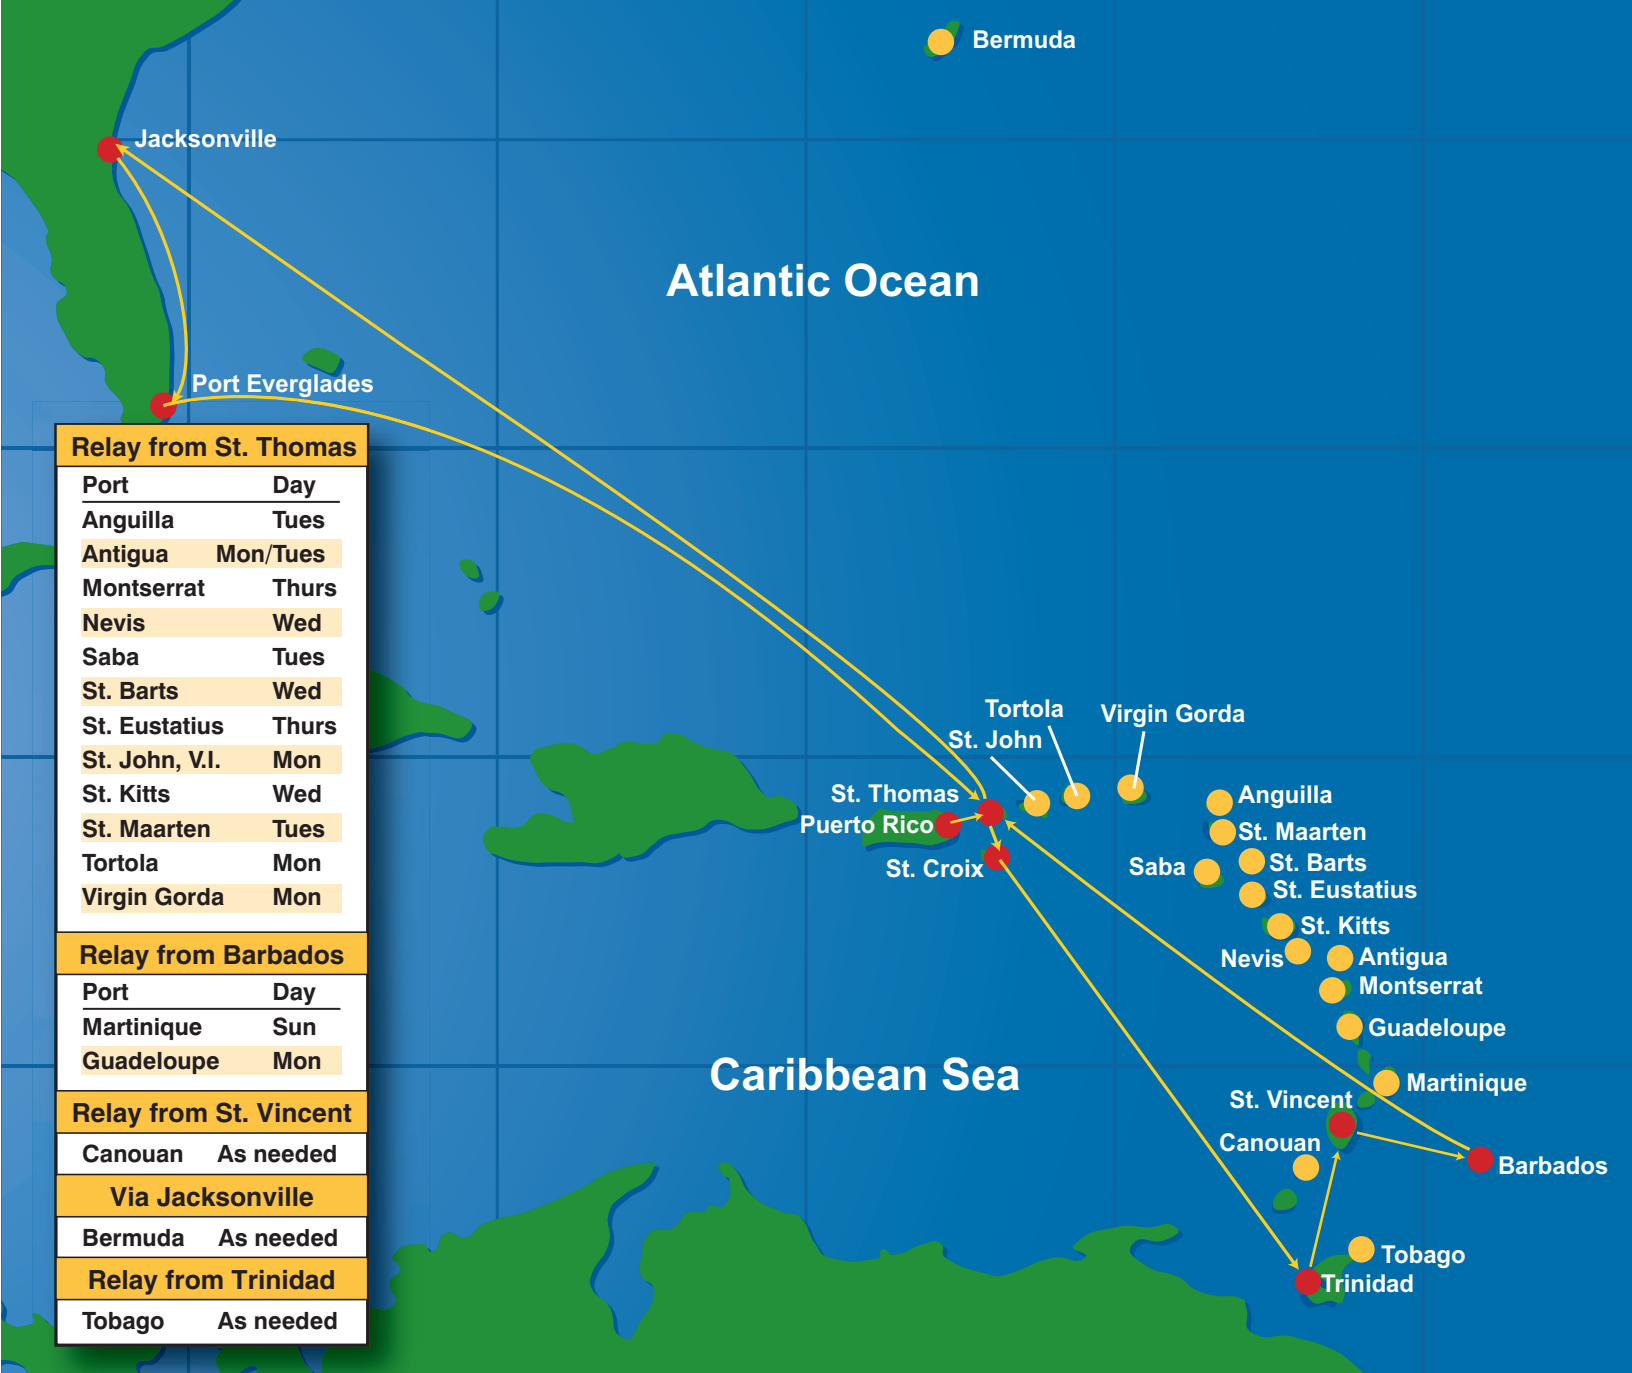 Bermuda
Jacksonville
Atlantic Ocean
Port Everglades
Relay from St. Thomas
Port Day
Anguilla Tues
Antigua Mon/Tues
Montserrat Thurs
Nevis Wed
Saba Tues
St. Barts Wed
St. Eustatius Thurs
St. John, V.I. Mon
St. Kitts Wed
St. Maarten Tues
Tortola Mon
Virgin Gorda Mon
Relay from Barbados
Port Day
Martinique Sun
Guadeloupe Mon
Relay from St. Vincent
Canouan As needed
Via Jacksonville
Bermuda As needed
Relay from Trinidad
Tobago As needed
Tortola
Virgin Gorda
St. John
St. Thomas
Puerto Rico
St. Croix
Anguilla
St. Maarten
St. Barts
Saba
St. Eustatius
St. Kitts
Nevis
Antigua
Montserrat
Guadeloupe
Caribbean Sea
Martinique
St. Vincent
Canouan
Barbados
Tobago
Trinidad